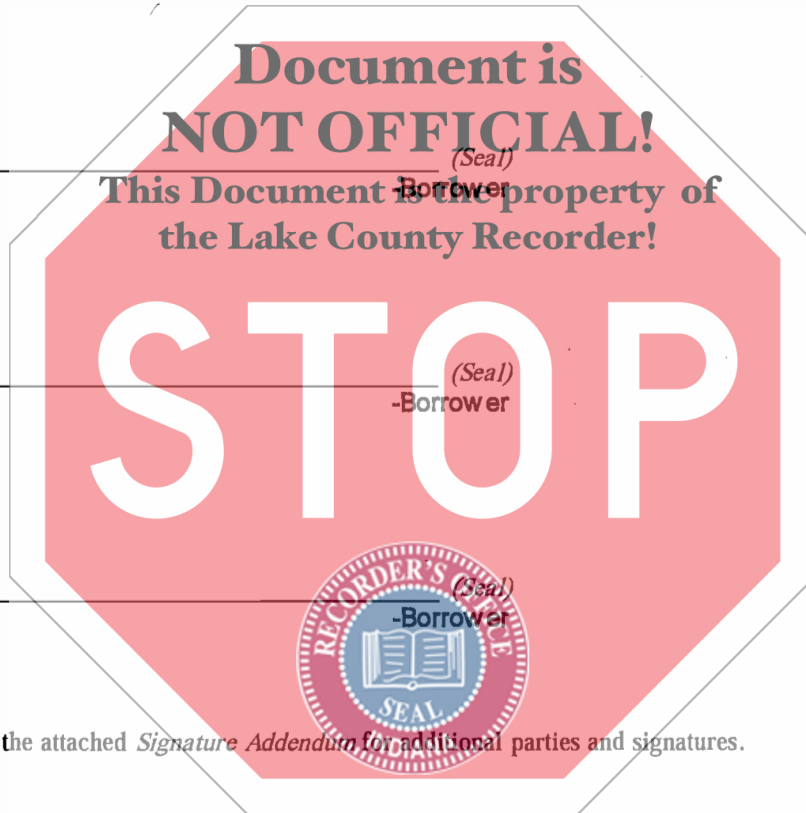 Document is
NOT OFFICIAL!
(Seal)
-Borrower
This Document is the property of
the Lake County Recorder!
STOP
(Seal)
-Borrower
(Seal)
-Borrower
RECORDER'S OFFICE
SEAL
INDIANA
the attached Signature Addendum for additional parties and signatures.